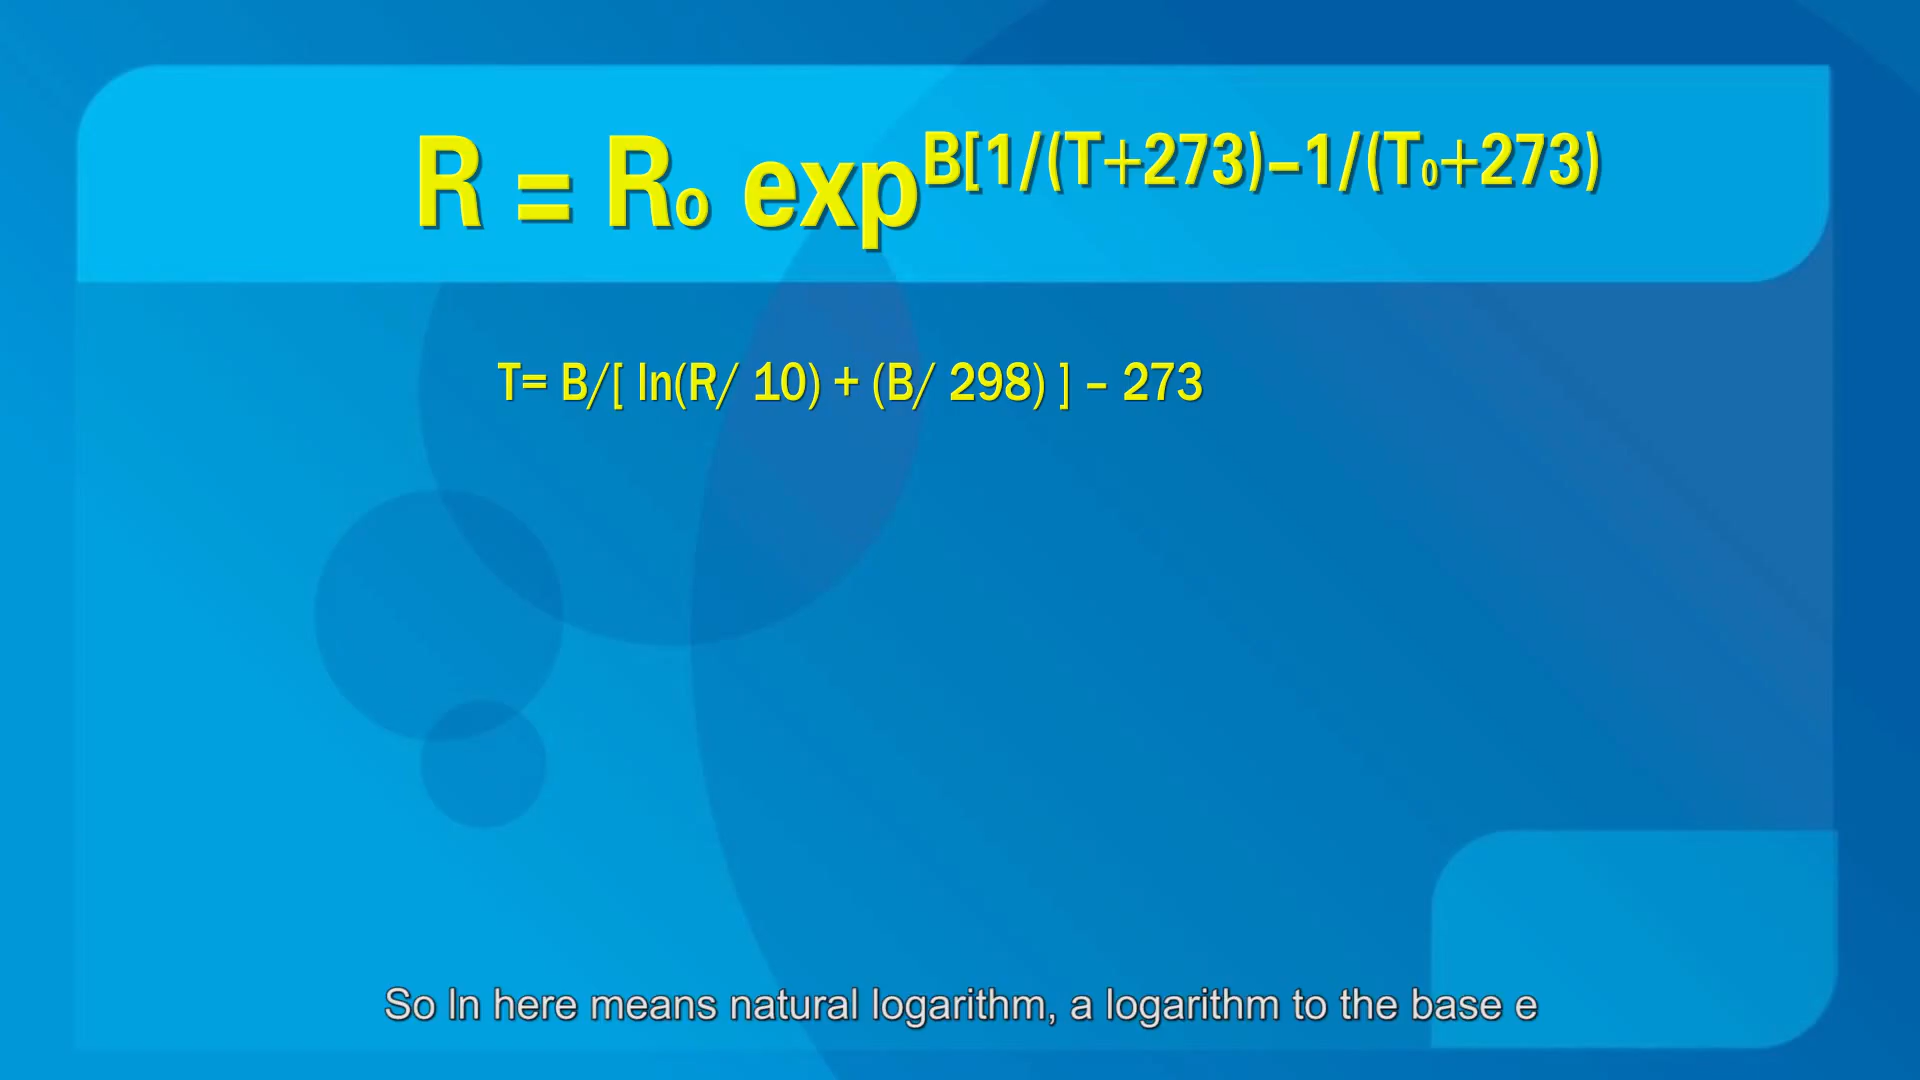 R = R₀ exp^B[1/(T+273)–1/(T₀+273)
T= B/[ ln(R/ 10) + (B/ 298) ] – 273
So ln here means natural logarithm, a logarithm to the base e